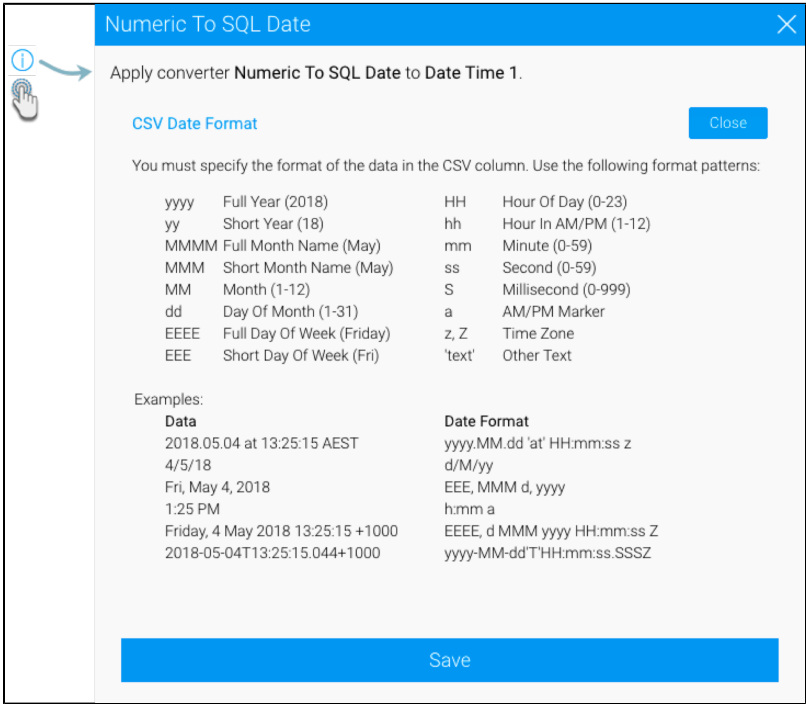 Numeric To SQL Date
Apply converter Numeric To SQL Date to Date Time 1.
CSV Date Format
Close
You must specify the format of the data in the CSV column. Use the following format patterns:
yyyy Full Year (2018) HH Hour Of Day (0-23)
yy Short Year (18) hh Hour In AM/PM (1-12)
MMMM Full Month Name (May) mm Minute (0-59)
MMM Short Month Name (May) ss Second (0-59)
MM Month (1-12) S Millisecond (0-999)
dd Day Of Month (1-31) a AM/PM Marker
EEEE Full Day Of Week (Friday) z, Z Time Zone
EEE Short Day Of Week (Fri) 'text' Other Text
Examples:
Data Date Format
2018.05.04 at 13:25:15 AEST yyyy.MM.dd 'at' HH:mm:ss z
4/5/18 d/M/yy
Fri, May 4, 2018 EEE, MMM d, yyyy
1:25 PM h:mm a
Friday, 4 May 2018 13:25:15 +1000 EEEE, d MMM yyyy HH:mm:ss Z
2018-05-04T13:25:15.044+1000 yyyy-MM-dd'T'HH:mm:ss.SSSZ
Save